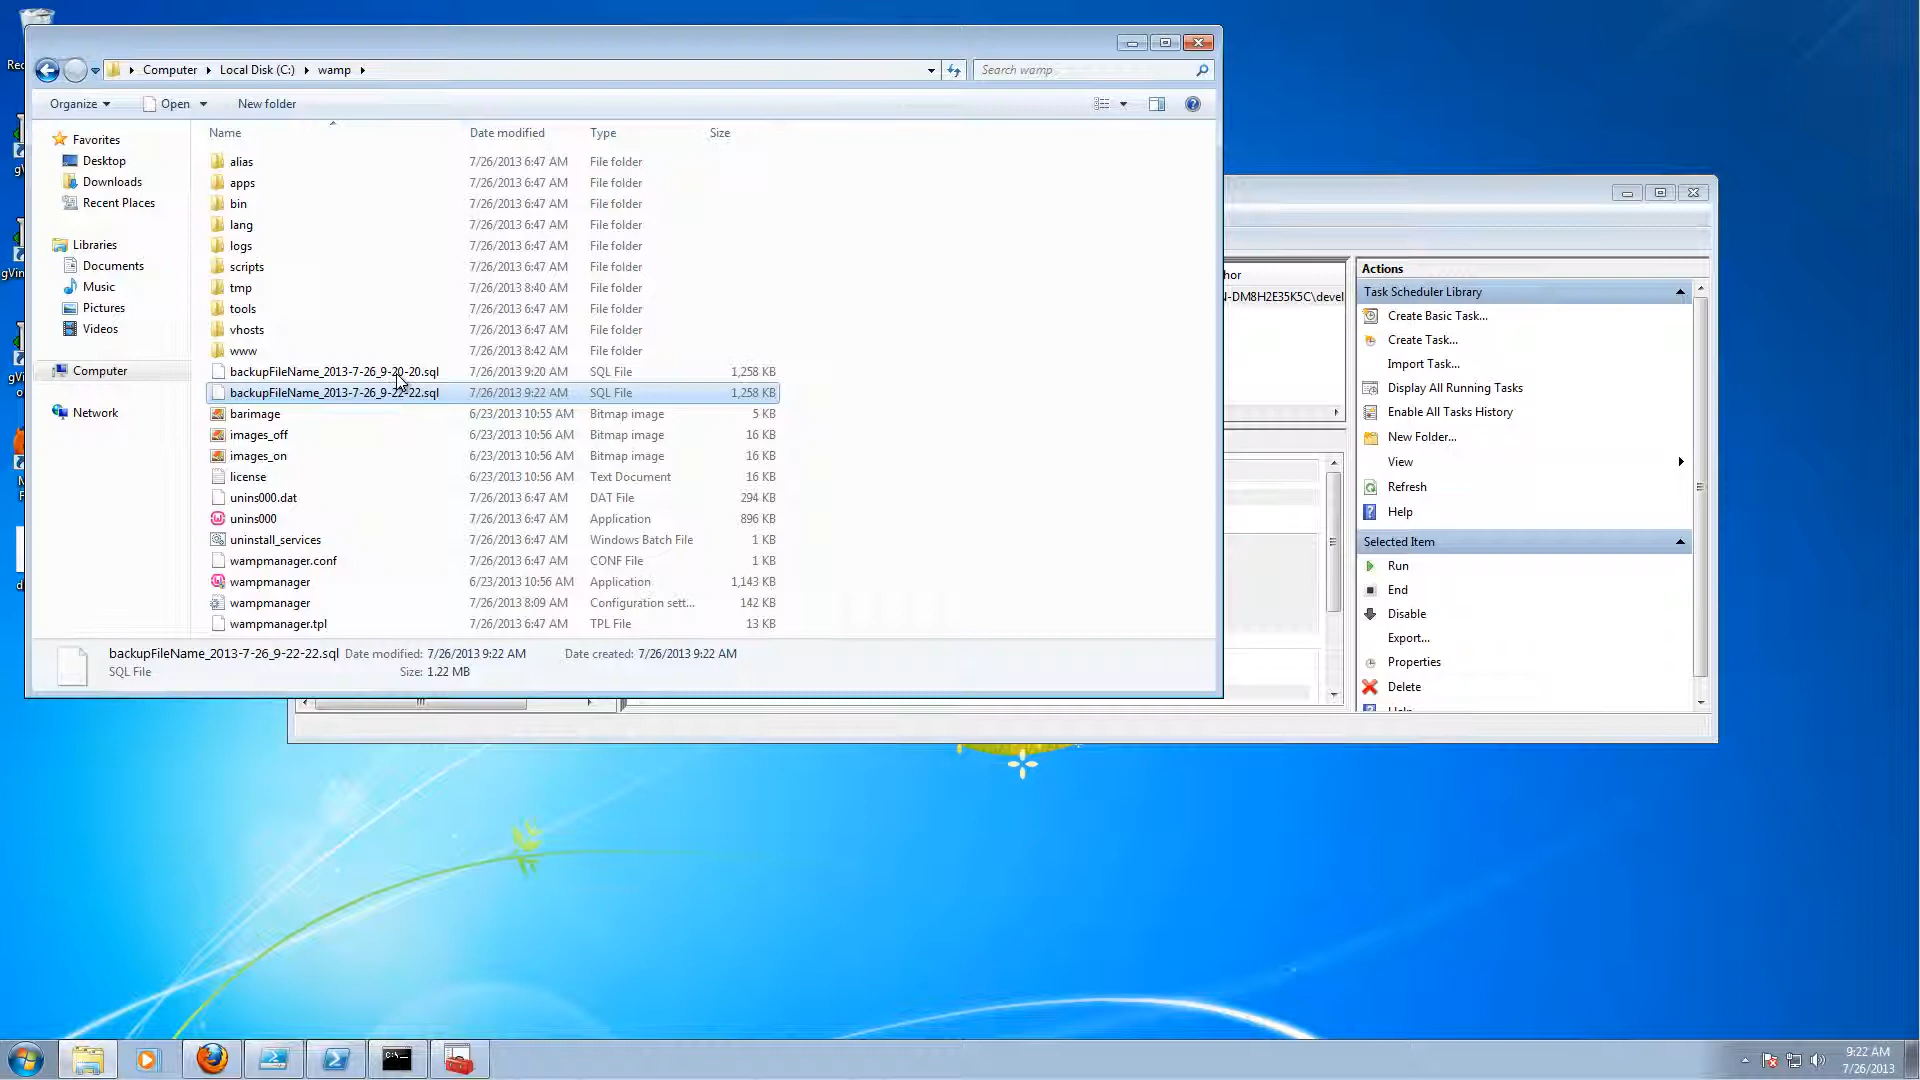 Computer
Local Disk (C:)
wamp
Search wamp
Organize
Open
New folder
Name
Date modified
Type
Size
Favorites
Desktop
Downloads
Recent Places
Libraries
Documents
Music
Pictures
Videos
Computer
Network
alias 7/26/2013 6:47 AM File folder
apps 7/26/2013 6:47 AM File folder
bin 7/26/2013 6:47 AM File folder
lang 7/26/2013 6:47 AM File folder
logs 7/26/2013 6:47 AM File folder
scripts 7/26/2013 6:47 AM File folder
tmp 7/26/2013 8:40 AM File folder
tools 7/26/2013 6:47 AM File folder
vhosts 7/26/2013 6:47 AM File folder
www 7/26/2013 8:42 AM File folder
backupFileName_2013-7-26_9-20-20.sql 7/26/2013 9:20 AM SQL File 1,258 KB
backupFileName_2013-7-26_9-22-22.sql 7/26/2013 9:22 AM SQL File 1,258 KB
barimage 6/23/2013 10:55 AM Bitmap image 5 KB
images_off 6/23/2013 10:56 AM Bitmap image 16 KB
images_on 6/23/2013 10:56 AM Bitmap image 16 KB
license 6/23/2013 10:56 AM Text Document 16 KB
unins000.dat 7/26/2013 6:47 AM DAT File 294 KB
unins000 7/26/2013 6:47 AM Application 896 KB
uninstall_services 7/26/2013 6:47 AM Windows Batch File 1 KB
wampmanager.conf 7/26/2013 6:47 AM CONF File 1 KB
wampmanager 6/23/2013 10:56 AM Application 1,143 KB
wampmanager 7/26/2013 8:09 AM Configuration sett... 142 KB
wampmanager.tpl 7/26/2013 6:47 AM TPL File 13 KB
backupFileName_2013-7-26_9-22-22.sql Date modified: 7/26/2013 9:22 AM Date created: 7/26/2013 9:22 AM
SQL File Size: 1.22 MB
hor
N-DM8H2E35K5C\devel
Actions
Task Scheduler Library
Create Basic Task...
Create Task...
Import Task...
Display All Running Tasks
Enable All Tasks History
New Folder...
View
Refresh
Help
Selected Item
Run
End
Disable
Export...
Properties
Delete
Help
Rec
gVin
9:22 AM
7/26/2013